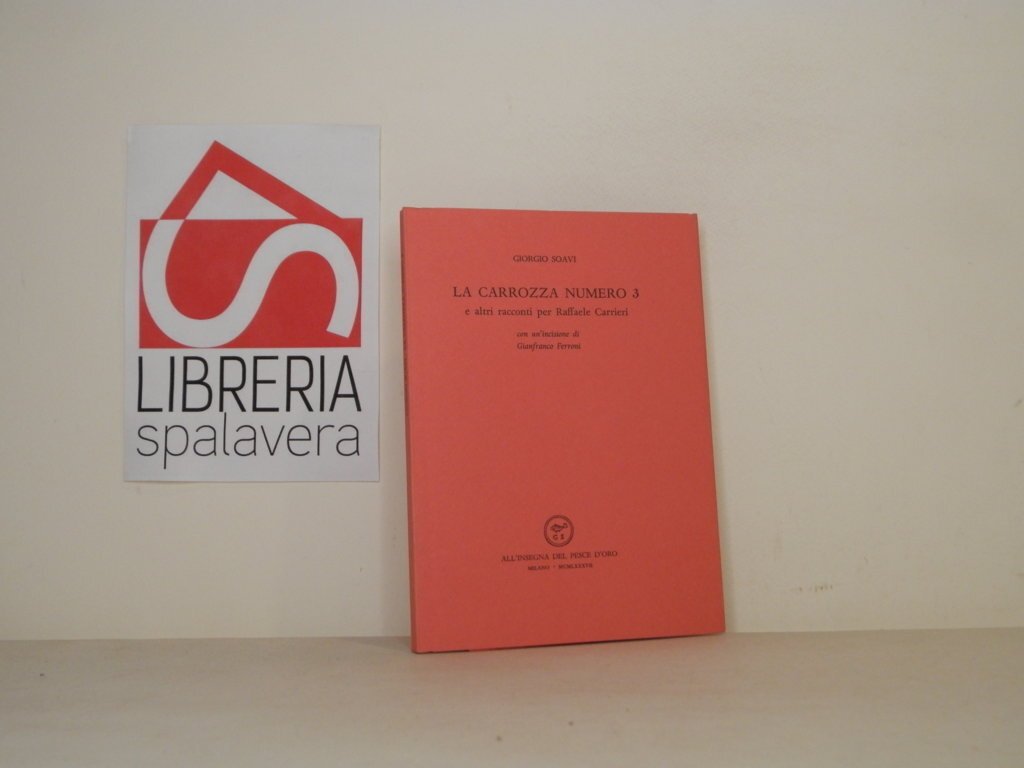 LIBRERIA
spalavera
GIORGIO SOAVI
LA CARROZZA NUMERO 3
e altri racconti per Raffaele Carrieri
con un'incisione di
Gianfranco Ferroni
G S
ALL'INSEGNA DEL PESCE D'ORO
MILANO - MCMLXXXVII